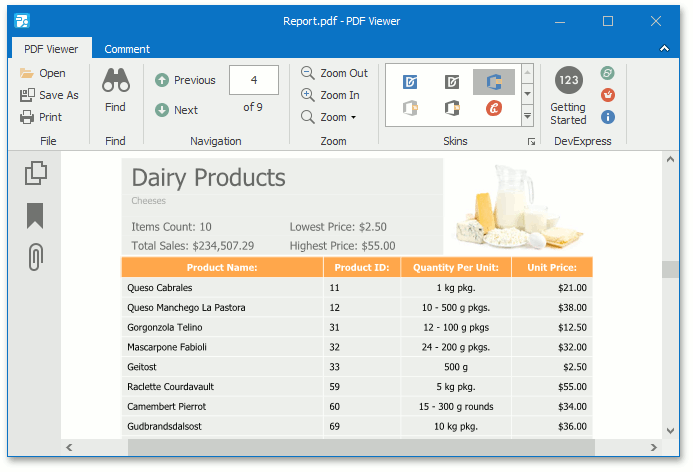 Report.pdf - PDF Viewer
PDF Viewer Comment
Open
Save As
Print
File
Find
Find
Previous 4
Next of 9
Navigation
Zoom Out
Zoom In
Zoom
Zoom
Skins
123
Getting
Started
DevExpress
Dairy Products
Cheeses
Items Count: 10 Lowest Price: $2.50
Total Sales: $234,507.29 Highest Price: $55.00
Product Name: Product ID: Quantity Per Unit: Unit Price:
Queso Cabrales 11 1 kg pkg. $21.00
Queso Manchego La Pastora 12 10 - 500 g pkgs. $38.00
Gorgonzola Telino 31 12 - 100 g pkgs $12.50
Mascarpone Fabioli 32 24 - 200 g pkgs. $32.00
Geitost 33 500 g $2.50
Raclette Courdavault 59 5 kg pkg. $55.00
Camembert Pierrot 60 15 - 300 g rounds $34.00
Gudbrandsdalsost 69 10 kg pkg. $36.00